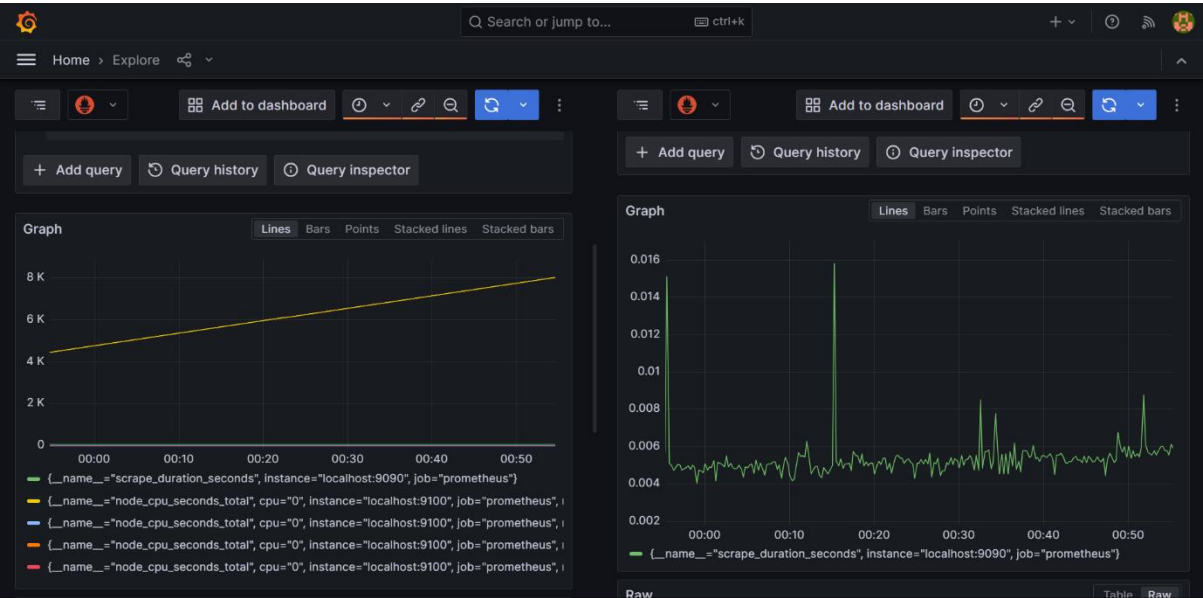 Search or jump to... ctrl+k
Home › Explore
Add to dashboard
Add query Query history Query inspector
Graph Lines Bars Points Stacked lines Stacked bars
8 K
6 K
4 K
2 K
0
00:00 00:10 00:20 00:30 00:40 00:50
{__name__="scrape_duration_seconds", instance="localhost:9090", job="prometheus"}
{__name__="node_cpu_seconds_total", cpu="0", instance="localhost:9100", job="prometheus",
{__name__="node_cpu_seconds_total", cpu="0", instance="localhost:9100", job="prometheus",
{__name__="node_cpu_seconds_total", cpu="0", instance="localhost:9100", job="prometheus",
{__name__="node_cpu_seconds_total", cpu="0", instance="localhost:9100", job="prometheus",
Add to dashboard
Add query Query history Query inspector
Graph Lines Bars Points Stacked lines Stacked bars
0.016
0.014
0.012
0.01
0.008
0.006
0.004
0.002
00:00 00:10 00:20 00:30 00:40 00:50
{__name__="scrape_duration_seconds", instance="localhost:9090", job="prometheus"}
Raw Table Raw